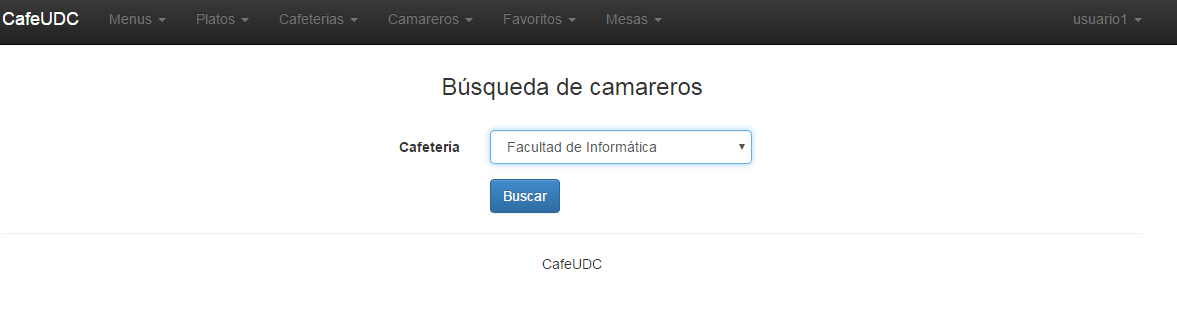 CafeUDC Menus Platos Cafeterias Camareros Favoritos Mesas usuario1
Búsqueda de camareros
Cafetería Facultad de Informática
Buscar
CafeUDC